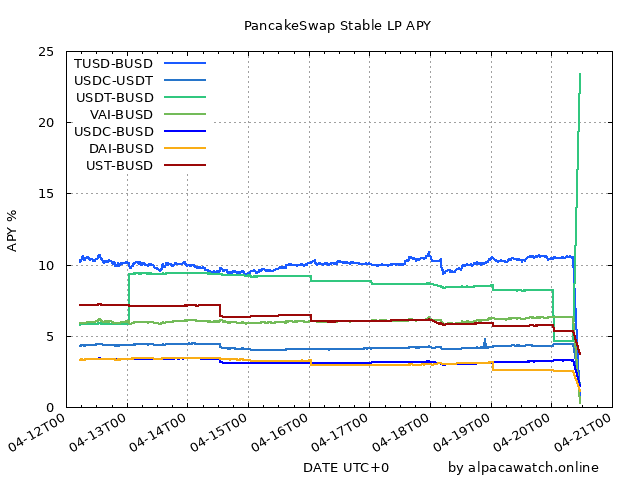 PancakeSwap Stable LP APY
25
20
15
10
5
0
APY %
TUSD-BUSD
USDC-USDT
USDT-BUSD
VAI-BUSD
USDC-BUSD
DAI-BUSD
UST-BUSD
04-12T00
04-13T00
04-14T00
04-15T00
04-16T00
04-17T00
04-18T00
04-19T00
04-20T00
04-21T00
DATE UTC+0
by alpacawatch.online